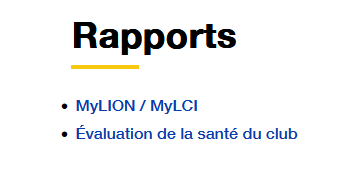 Rapports
MyLION / MyLCI
Évaluation de la santé du club